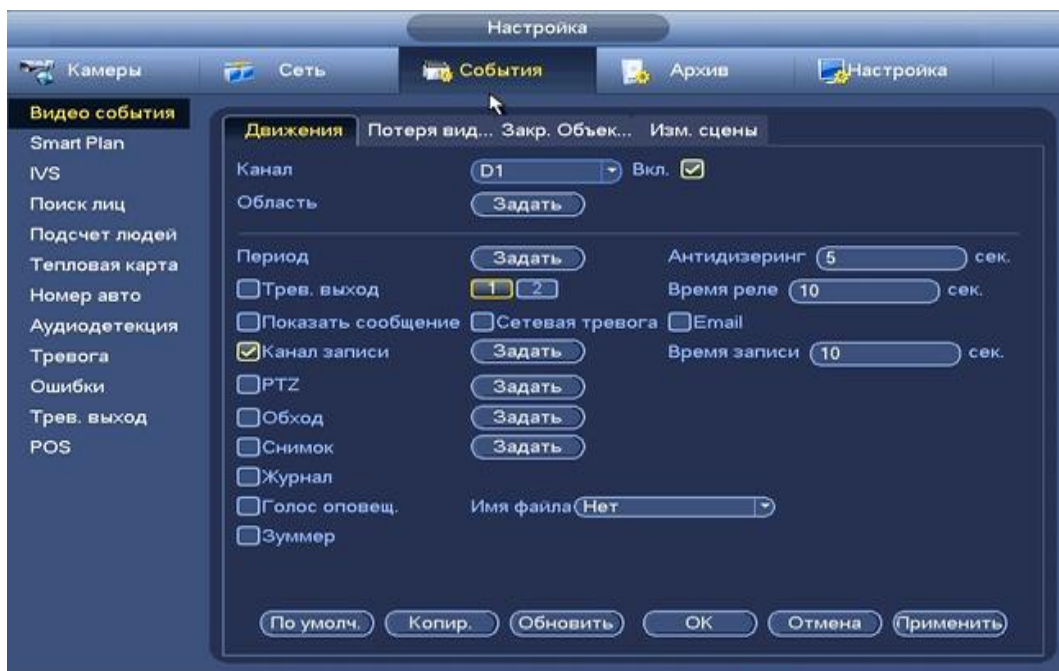 Настройка
Камеры Сеть События Архив Настройка
Видео события
Smart Plan
IVS
Поиск лиц
Подсчет людей
Тепловая карта
Номер авто
Аудиодетекция
Тревога
Ошибки
Трев. выход
POS
Движения Потеря вид... Закр. Объек... Изм. сцены
Канал D1 Вкл.
Область Задать
Период Задать Антидизеринг 5 сек.
Трев. выход 1 2 Время реле 10 сек.
Показать сообщение Сетевая тревога Email
Канал записи Задать Время записи 10 сек.
PTZ Задать
Обход Задать
Снимок Задать
Журнал
Голос оповещ. Имя файла Нет
Зуммер
По умолч. Копир. Обновить OK Отмена Применить